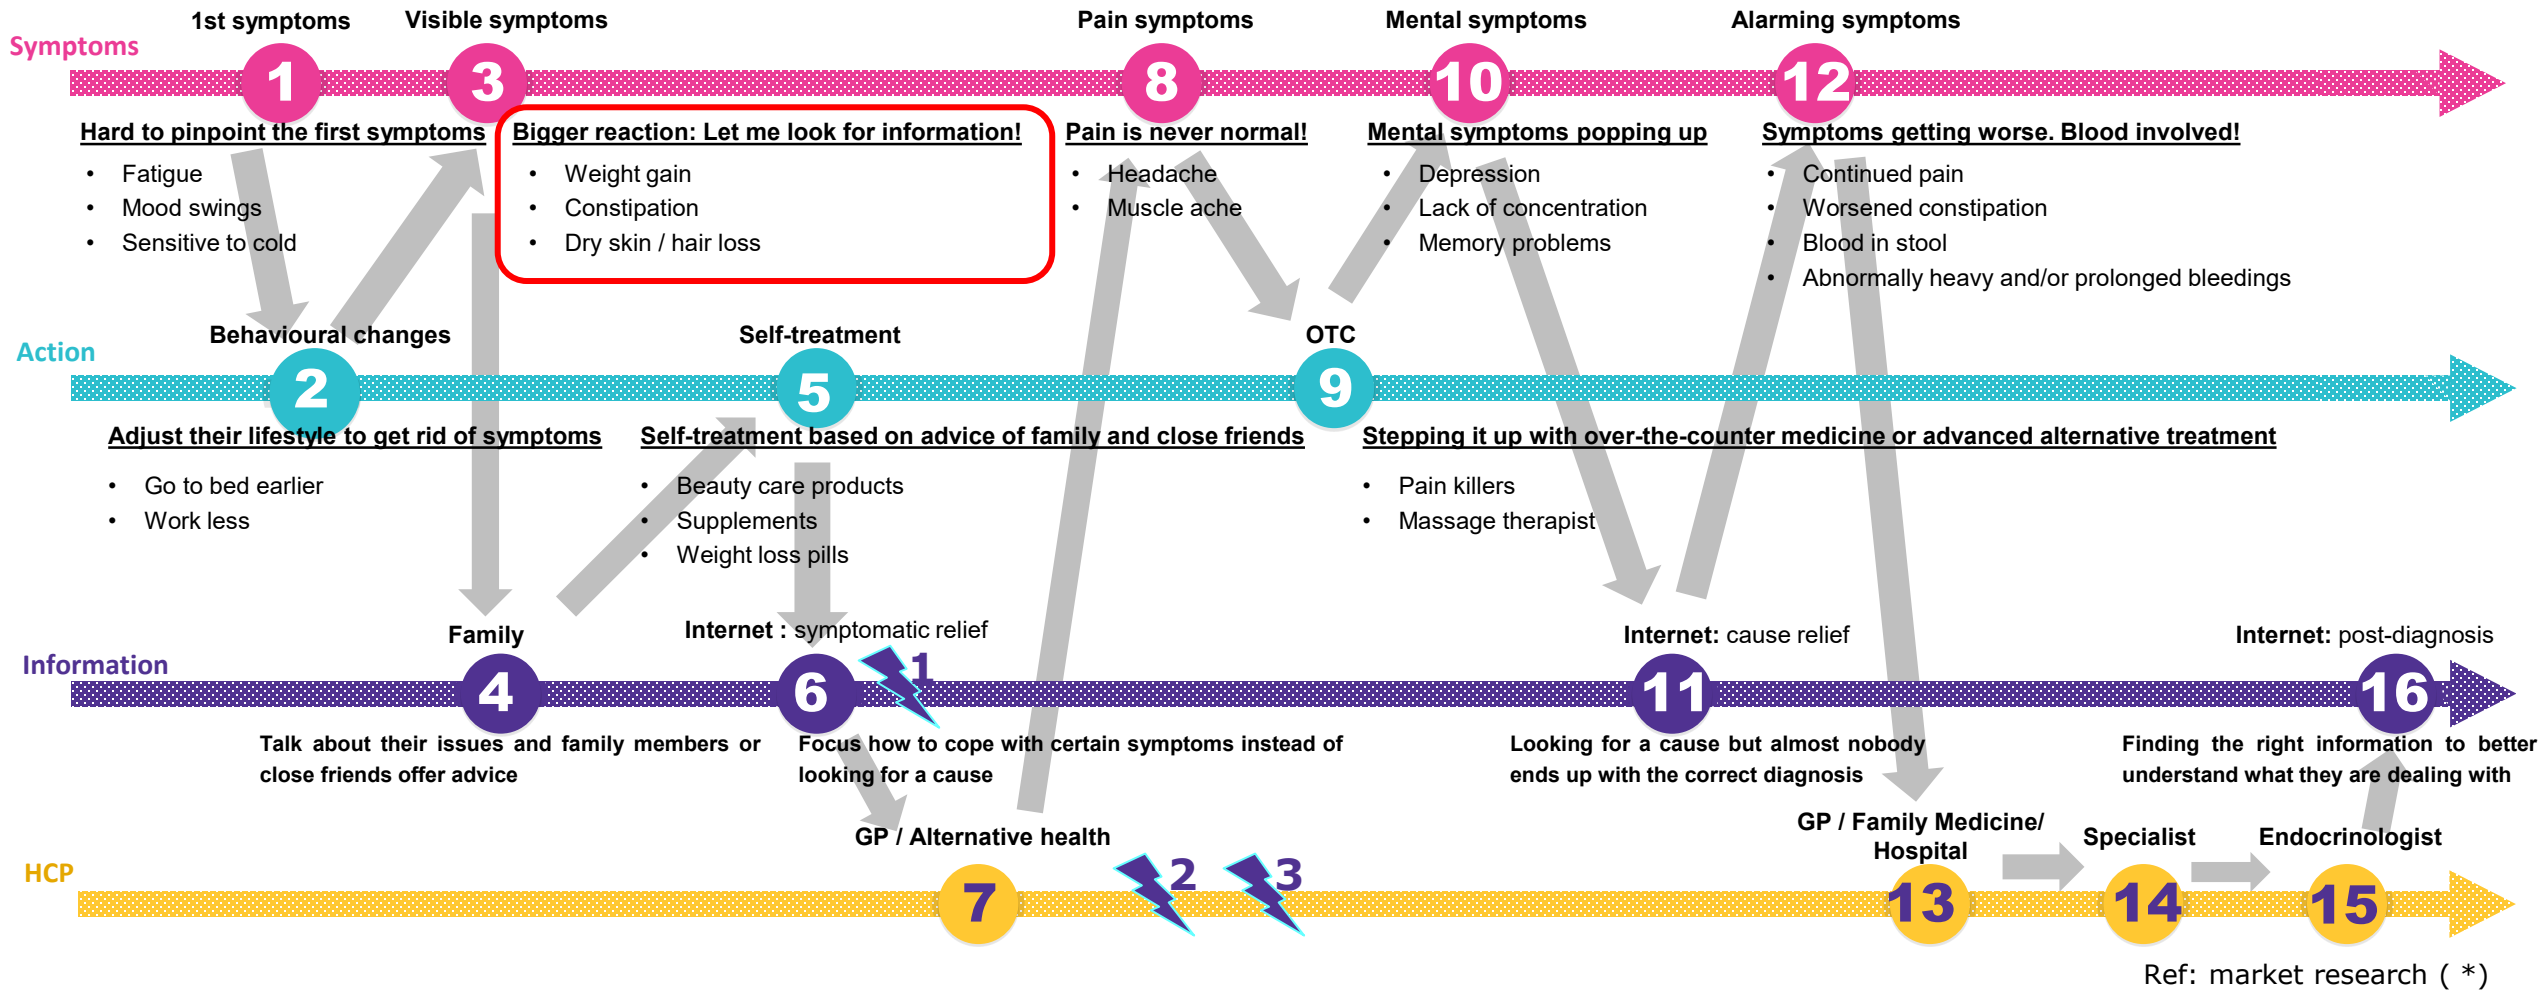 1st symptoms
Visible symptoms
Pain symptoms
Mental symptoms
Alarming symptoms
Symptoms
1
3
8
10
12
Hard to pinpoint the first symptoms
• Fatigue
• Mood swings
• Sensitive to cold
Bigger reaction: Let me look for information!
• Weight gain
• Constipation
• Dry skin / hair loss
Pain is never normal!
• Headache
• Muscle ache
Mental symptoms popping up
• Depression
• Lack of concentration
• Memory problems
Symptoms getting worse. Blood involved!
• Continued pain
• Worsened constipation
• Blood in stool
• Abnormally heavy and/or prolonged bleedings
Behavioural changes
Self-treatment
OTC
Action
2
5
9
Adjust their lifestyle to get rid of symptoms
• Go to bed earlier
• Work less
Self-treatment based on advice of family and close friends
• Beauty care products
• Supplements
• Weight loss pills
Stepping it up with over-the-counter medicine or advanced alternative treatment
• Pain killers
• Massage therapist
Family
Internet : symptomatic relief
Internet: cause relief
Internet: post-diagnosis
Information
4
6
1
11
16
Talk about their issues and family members or
close friends offer advice
Focus how to cope with certain symptoms instead of
looking for a cause
Looking for a cause but almost nobody
ends up with the correct diagnosis
Finding the right information to better
understand what they are dealing with
GP / Alternative health
GP / Family Medicine/
Hospital
Specialist
Endocrinologist
HCP
7
2
3
13
14
15
Ref: market research ( *)